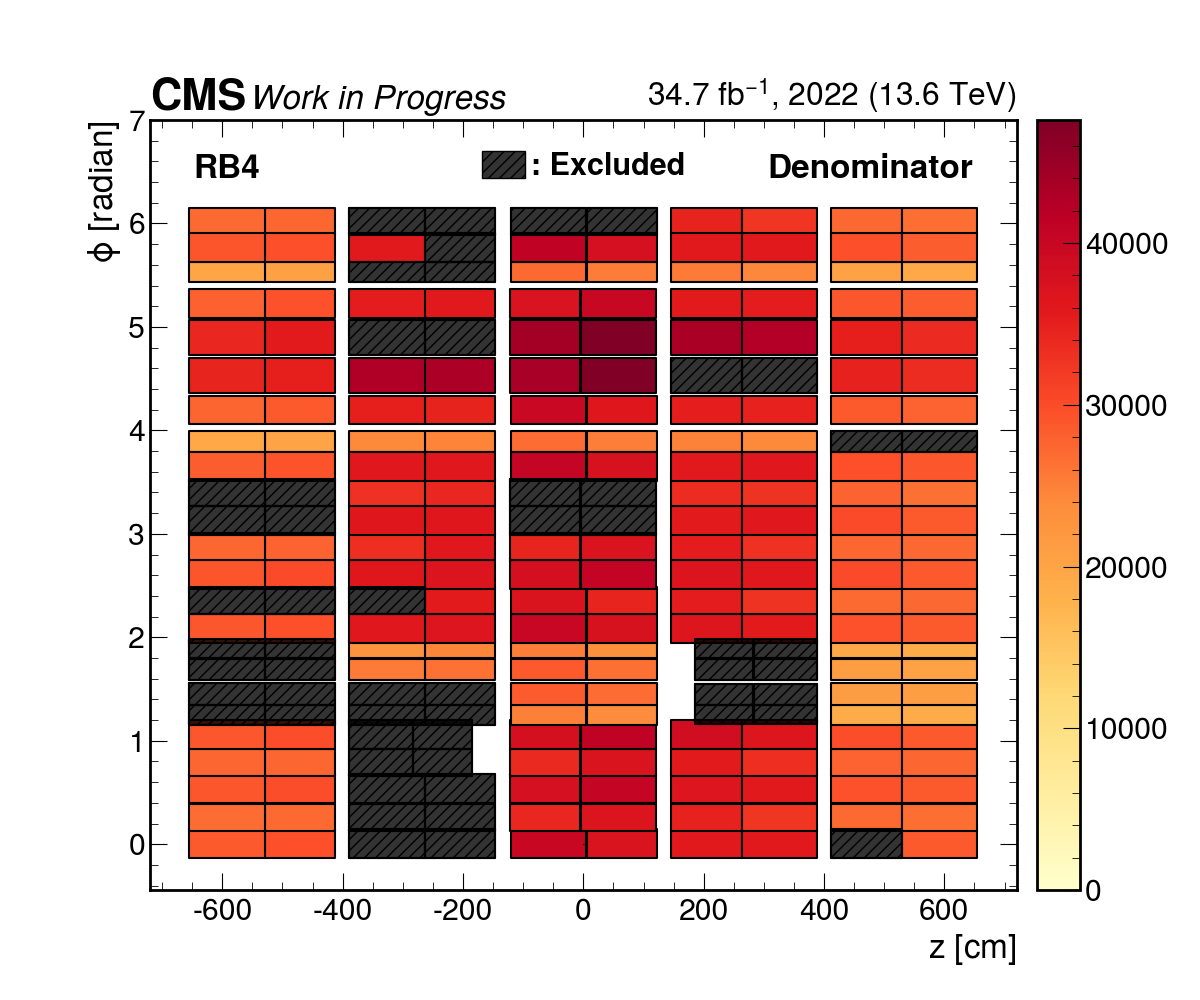 CMS Work in Progress 34.7 fb⁻¹, 2022 (13.6 TeV)
RB4 : Excluded Denominator
ϕ [radian]
7
6
5
4
3
2
1
0
-600 -400 -200 0 200 400 600
z [cm]
40000
30000
20000
10000
0